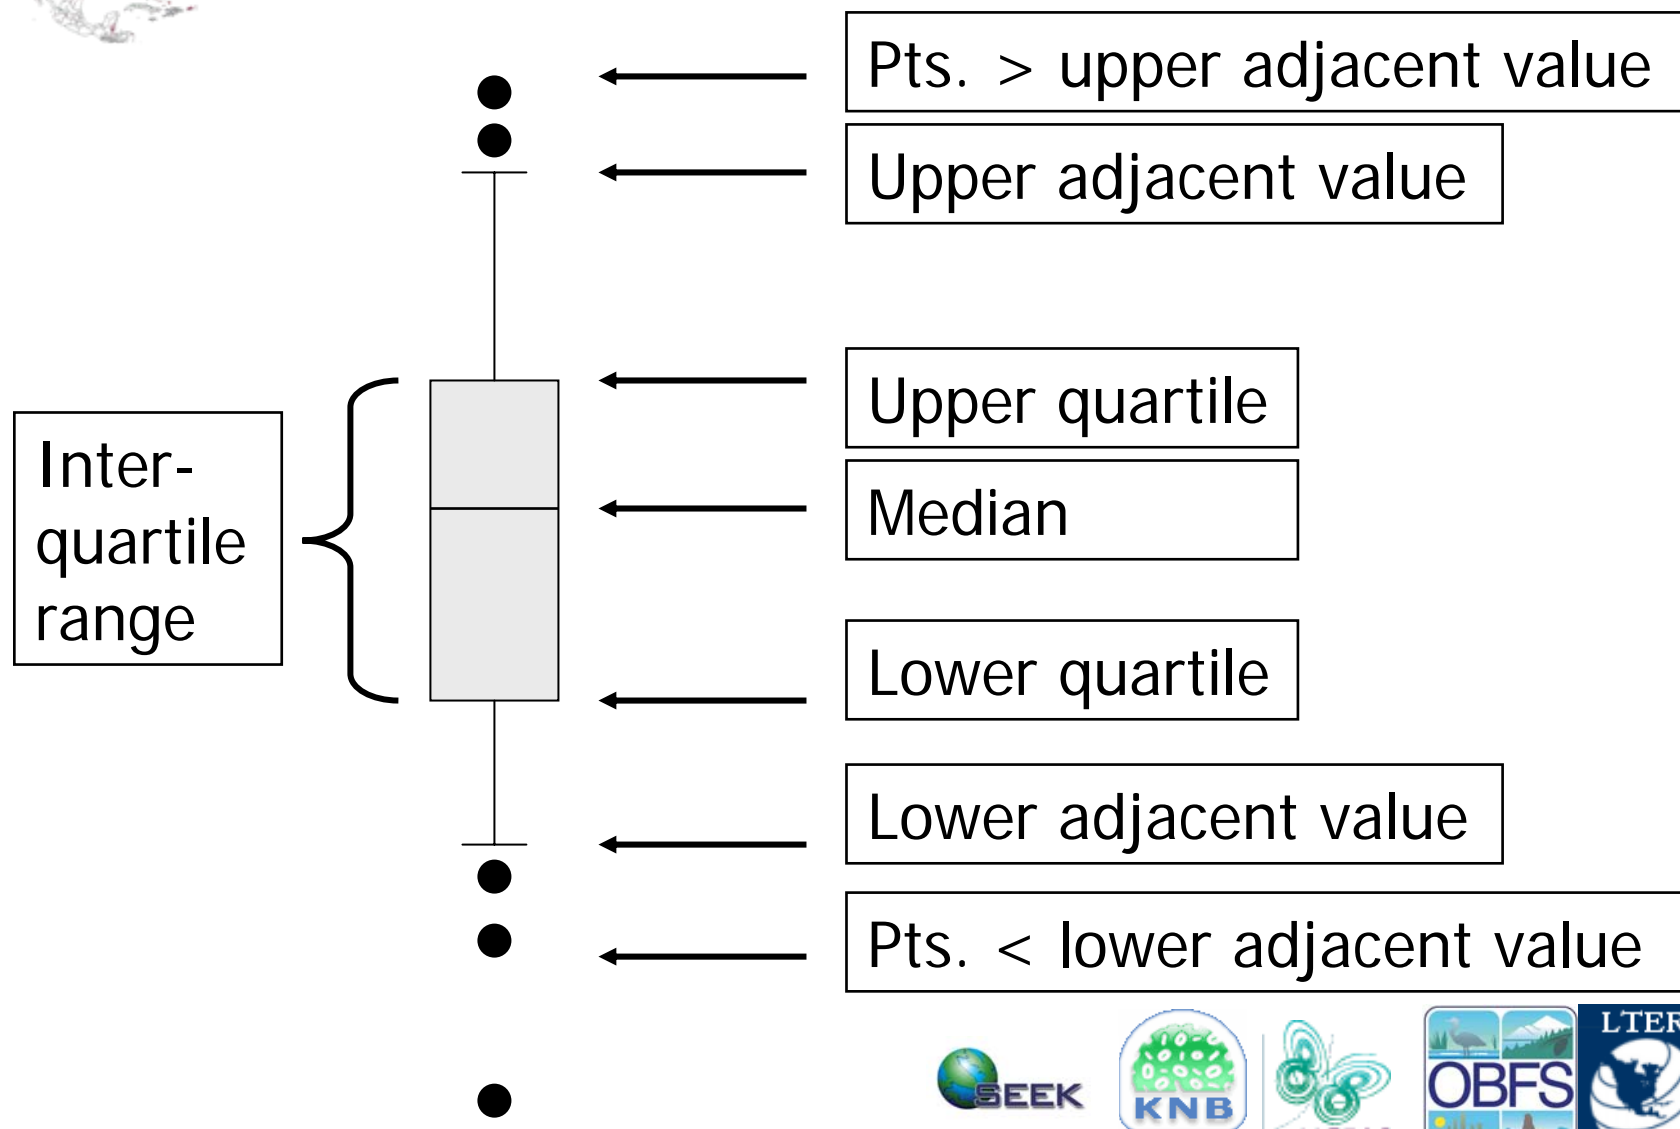 Pts. > upper adjacent value
Upper adjacent value
Upper quartile
Inter-
quartile
range
Median
Lower quartile
Lower adjacent value
Pts. < lower adjacent value
SEEK
KNB
OBFS
LTER